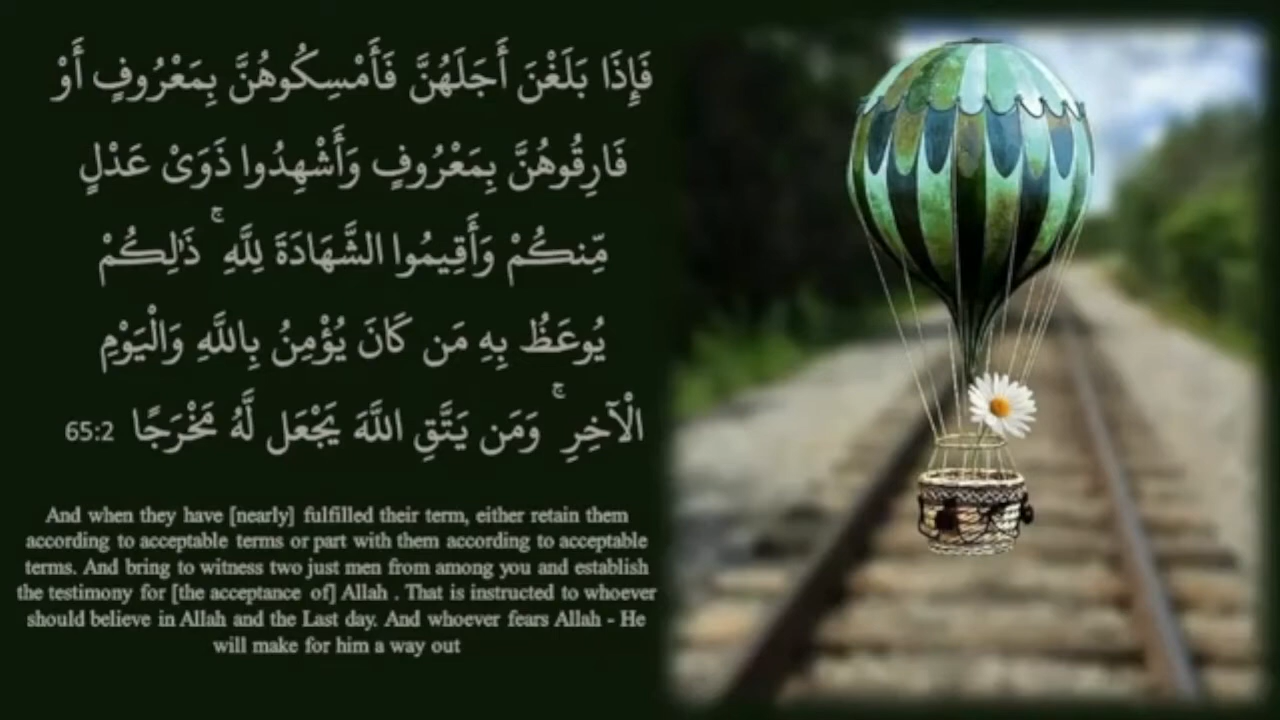 فَإِذَا بَلَغْنَ أَجَلَهُنَّ فَأَمْسِكُوهُنَّ بِمَعْرُوفٍ أَوْ
فَارِقُوهُنَّ بِمَعْرُوفٍ وَأَشْهِدُوا ذَوَىْ عَدْلٍ
مِّنكُمْ وَأَقِيمُوا الشَّهَادَةَ لِلَّهِ ۚ ذَٰلِكُمْ
يُوعَظُ بِهِ مَن كَانَ يُؤْمِنُ بِاللَّهِ وَالْيَوْمِ
الْآخِرِ ۚ وَمَن يَتَّقِ اللَّهَ يَجْعَل لَّهُ مَخْرَجًا 65:2
And when they have [nearly] fulfilled their term, either retain them
according to acceptable terms or part with them according to acceptable
terms. And bring to witness two just men from among you and establish
the testimony for [the acceptance of] Allah . That is instructed to whoever
should believe in Allah and the Last day. And whoever fears Allah - He
will make for him a way out